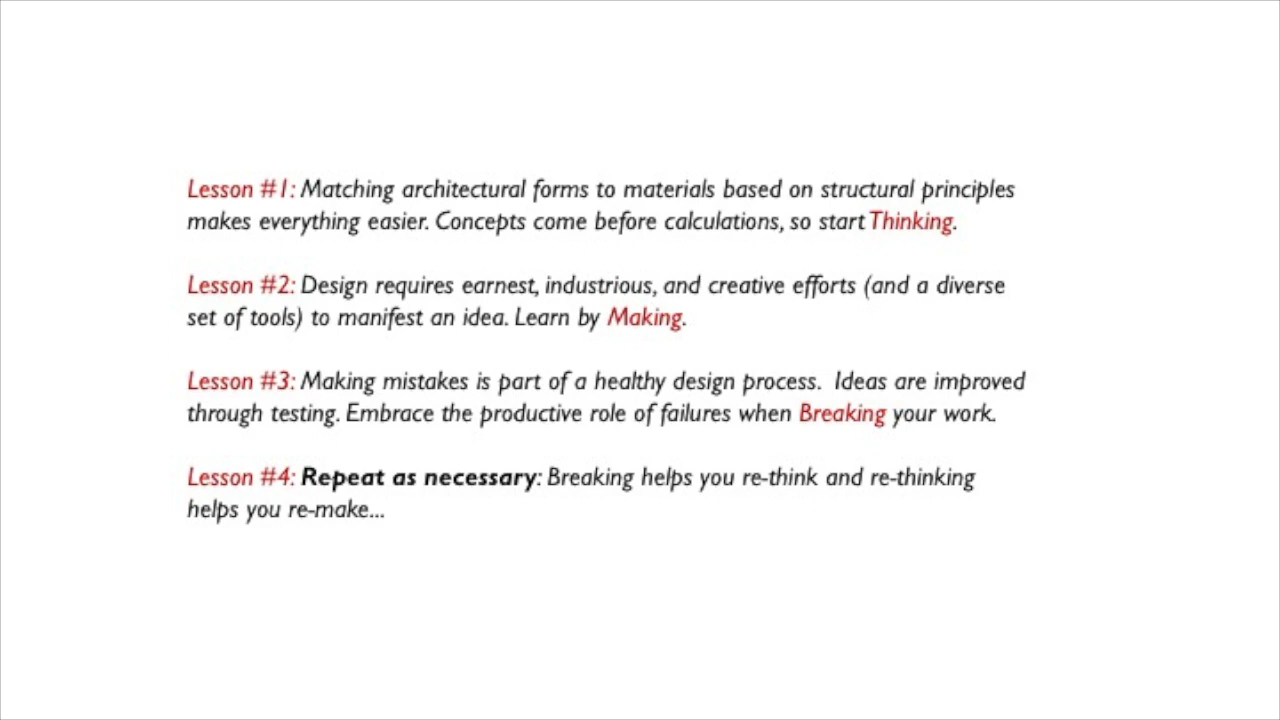 Lesson #1: Matching architectural forms to materials based on structural principles
makes everything easier. Concepts come before calculations, so start Thinking.
Lesson #2: Design requires earnest, industrious, and creative efforts (and a diverse
set of tools) to manifest an idea. Learn by Making.
Lesson #3: Making mistakes is part of a healthy design process. Ideas are improved
through testing. Embrace the productive role of failures when Breaking your work.
Lesson #4: Repeat as necessary: Breaking helps you re-think and re-thinking
helps you re-make...